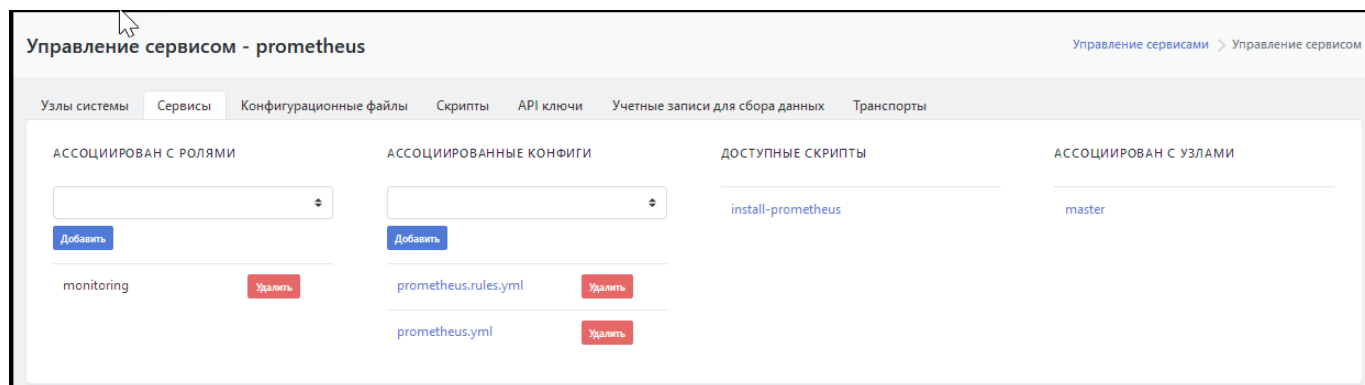 Управление сервисом - prometheus
Управление сервисами > Управление сервисом
Узлы системы Сервисы Конфигурационные файлы Скрипты API ключи Учетные записи для сбора данных Транспорты
АССОЦИИРОВАН С РОЛЯМИ АССОЦИИРОВАННЫЕ КОНФИГИ ДОСТУПНЫЕ СКРИПТЫ АССОЦИИРОВАН С УЗЛАМИ
install-prometheus master
Добавить Добавить
monitoring Удалить prometheus.rules.yml Удалить
prometheus.yml Удалить